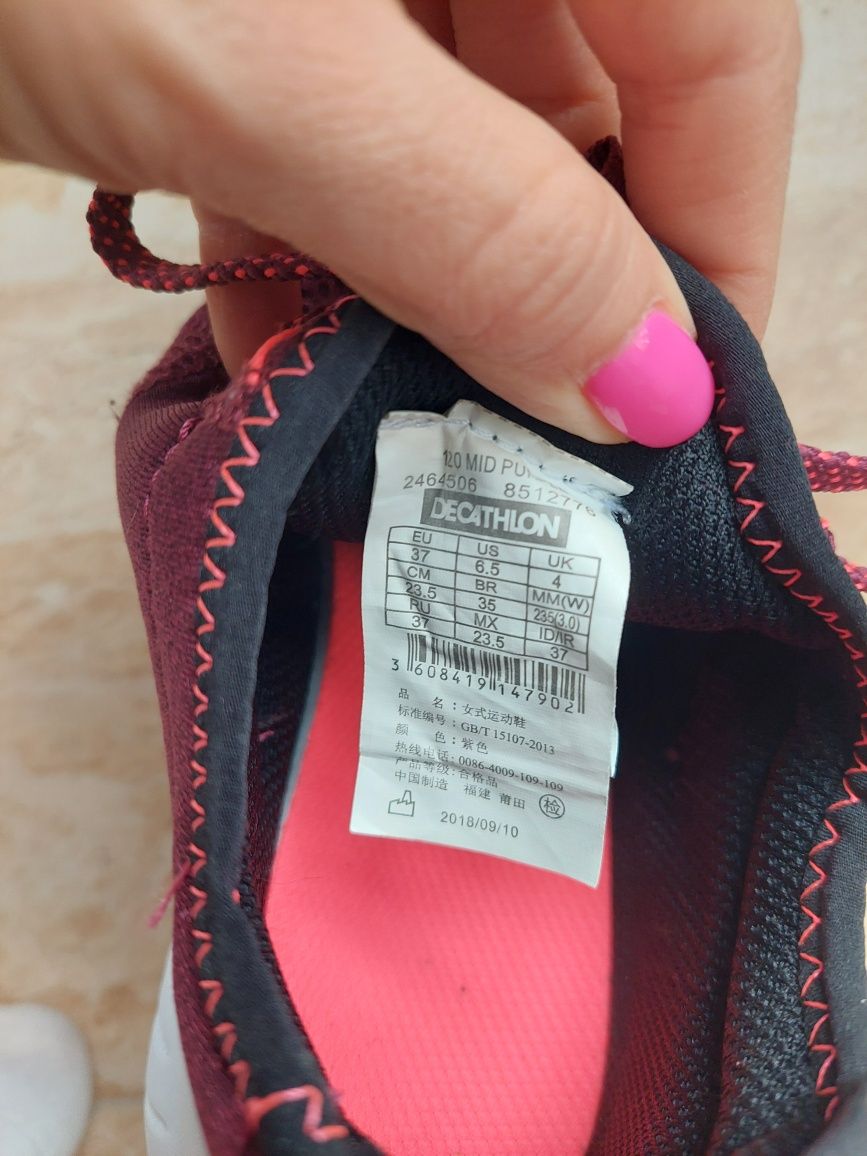 120 MID
2464506 8512776
DECATHLON
EU US UK
37 6.5 4
CM BR MM(W)
23.5 35 235(3.0)
RU MX ID/IR
37 23.5 37
3 608419 147902
品 名：女式运动鞋
标准编号：GB/T 15107-2013
颜 色：紫色
热线电话：0086-4009-109-109
产品等级：合格品
中国制造 福建 莆田 检
2018/09/10